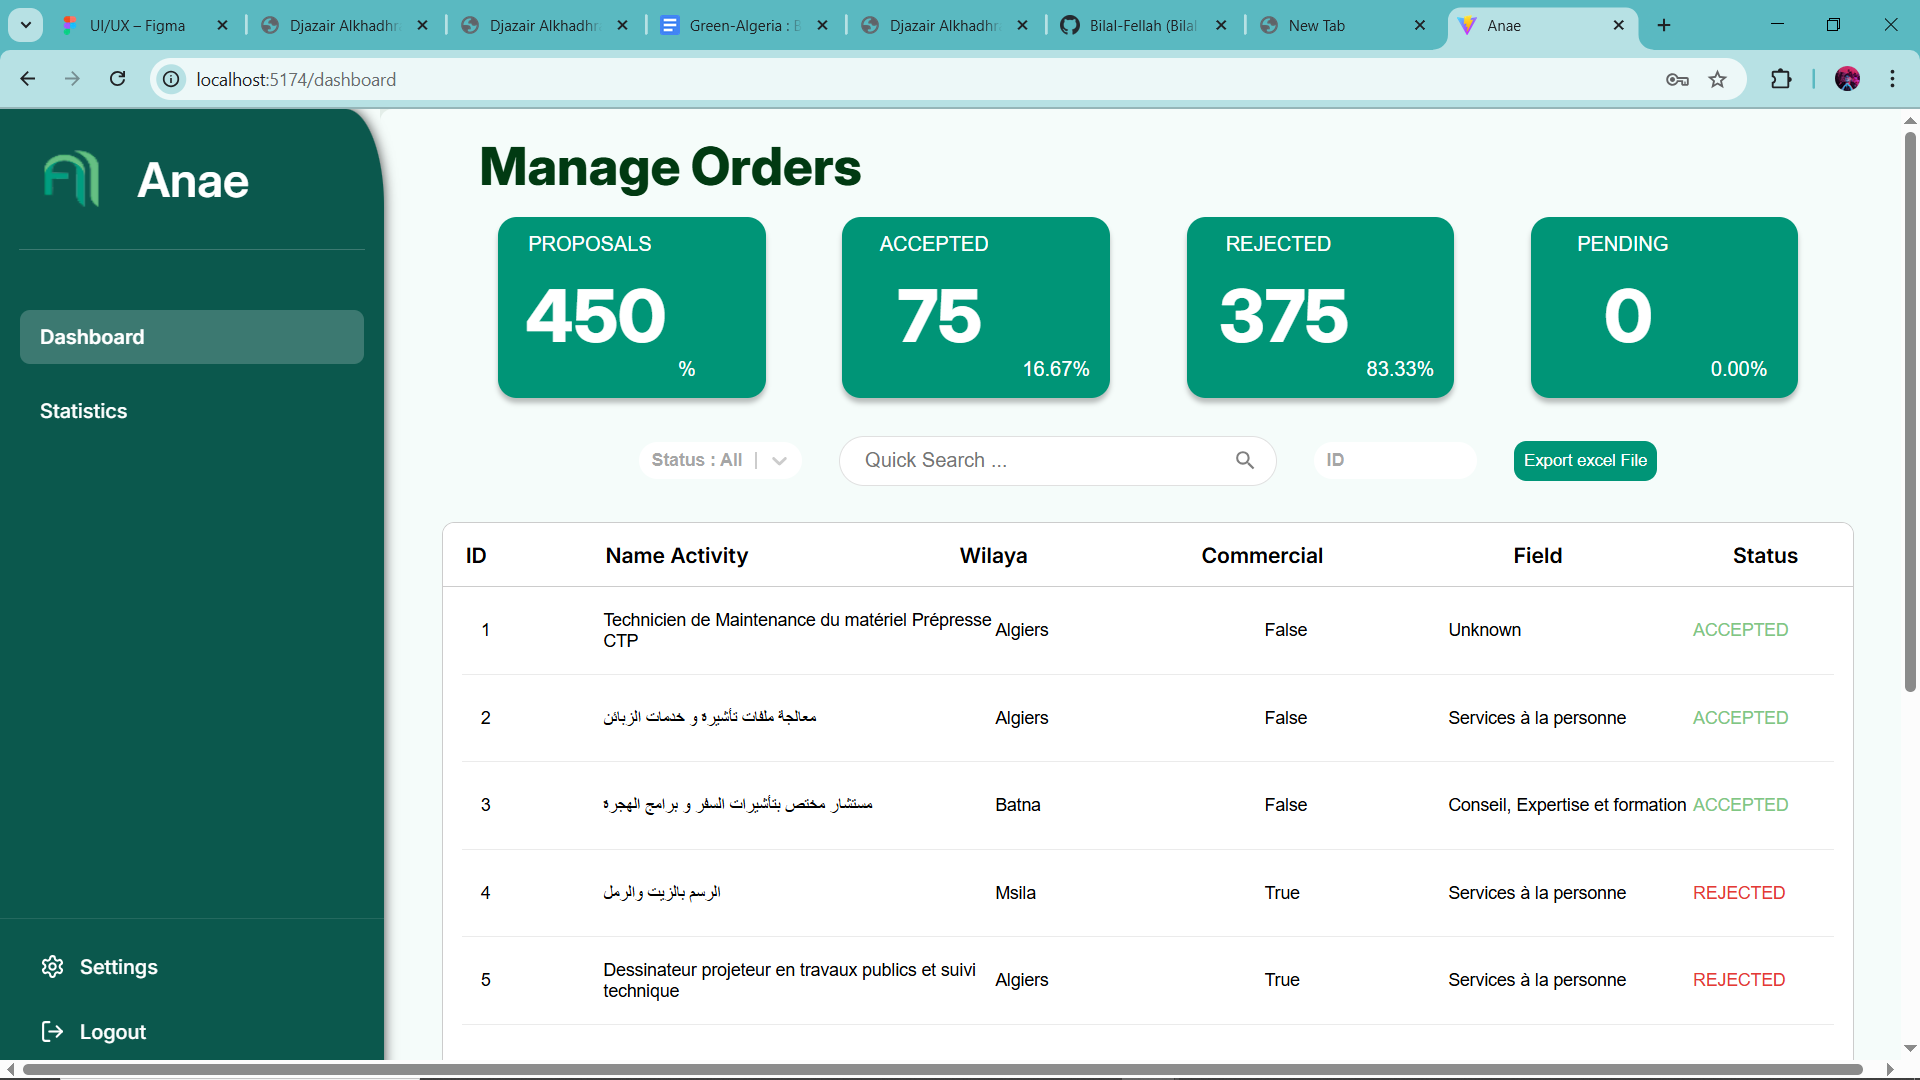 UI/UX – Figma
Djazair Alkhadhr
Djazair Alkhadhr
Green-Algeria : B
Djazair Alkhadhr
Bilal-Fellah (Bilal
New Tab
Anae
localhost:5174/dashboard
Anae
Dashboard
Statistics
Settings
Logout
Manage Orders
PROPOSALS
450
%
ACCEPTED
75
16.67%
REJECTED
375
83.33%
PENDING
0
0.00%
Status : All
Quick Search ...
ID
Export excel File
ID Name Activity Wilaya Commercial Field Status
1 Technicien de Maintenance du matériel Prépresse CTP Algiers False Unknown ACCEPTED
2 معالجة ملفات تأشيرة و خدمات الزبائن Algiers False Services à la personne ACCEPTED
3 مستشار مختص بتأشيرات السفر و برامج الهجرة Batna False Conseil, Expertise et formation ACCEPTED
4 الرسم بالزيت والرمل Msila True Services à la personne REJECTED
5 Dessinateur projeteur en travaux publics et suivi technique Algiers True Services à la personne REJECTED